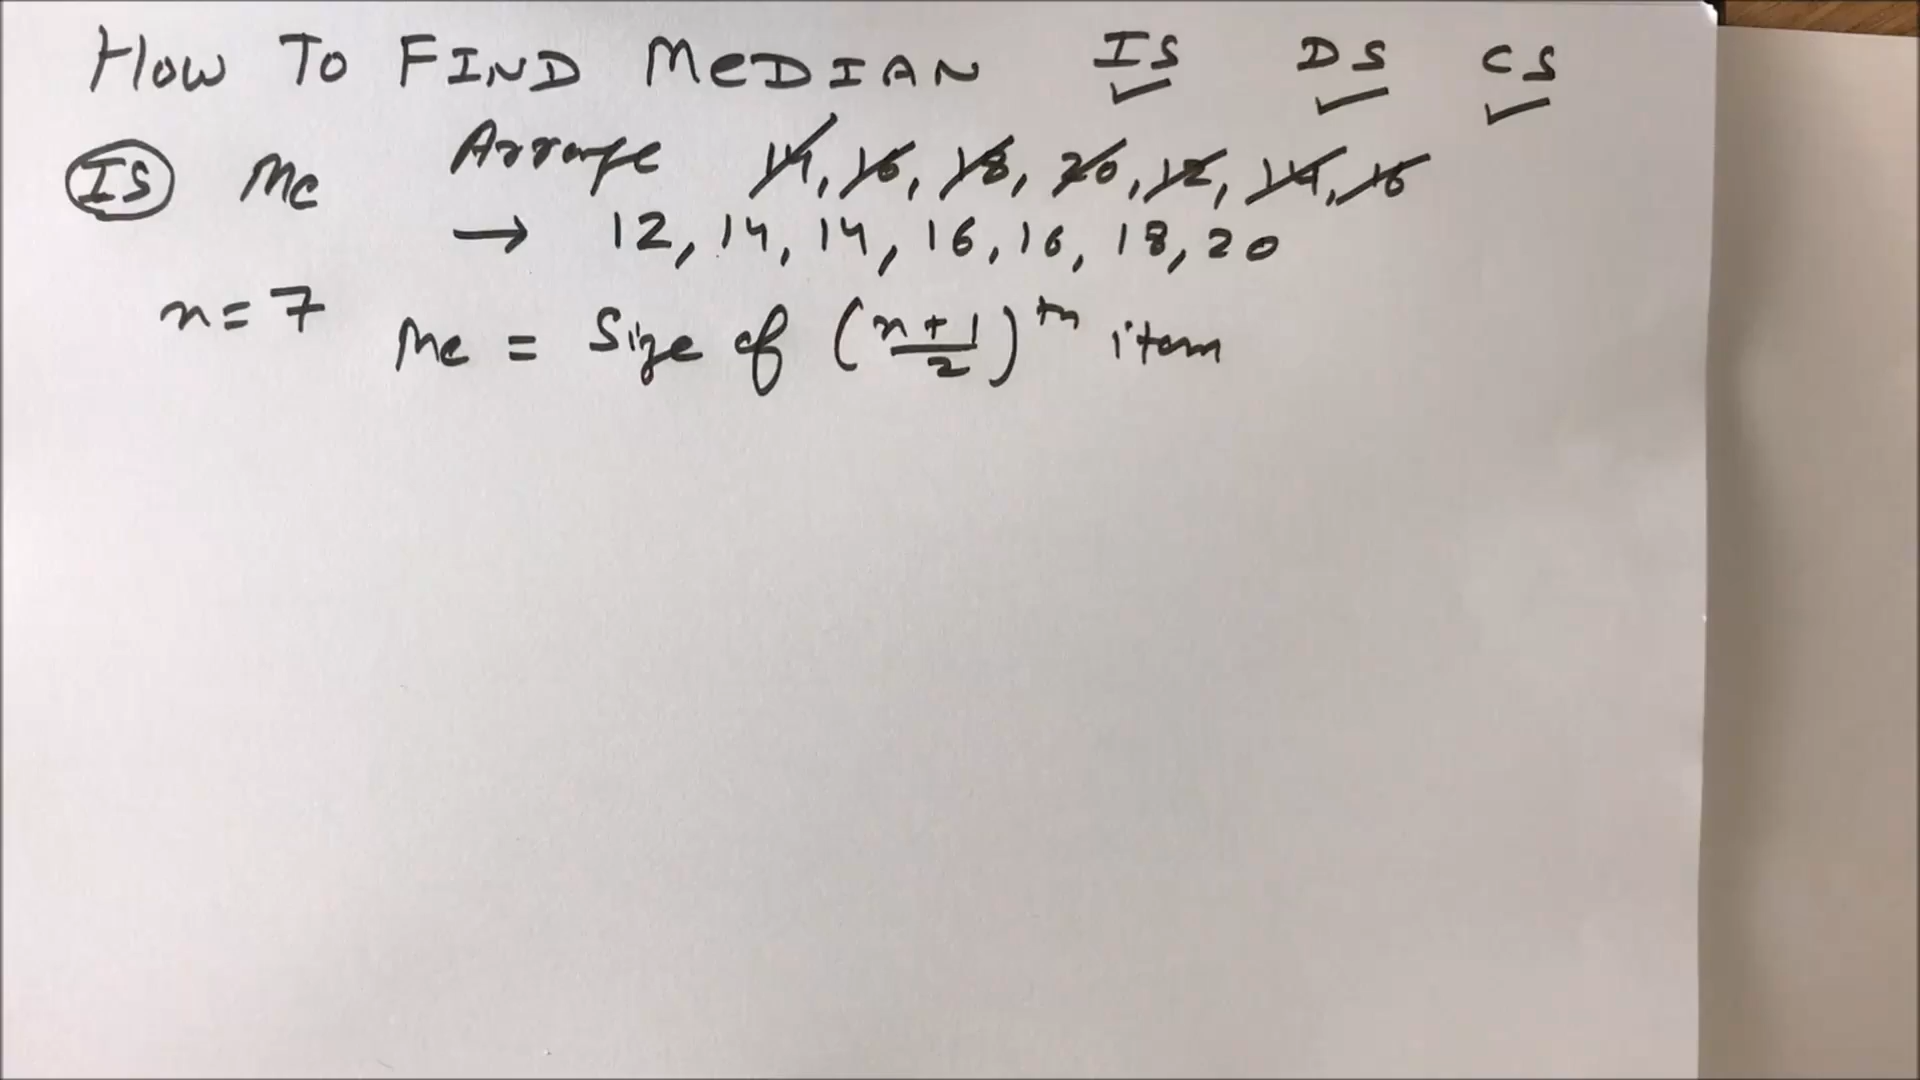 HOW TO FIND MEDIAN IS DS CS
IS Me Arrange 14, 16, 18, 20, 12, 14, 16
→ 12, 14, 14, 16, 16, 18, 20
n = 7
Me = Size of (n+1/2)th item